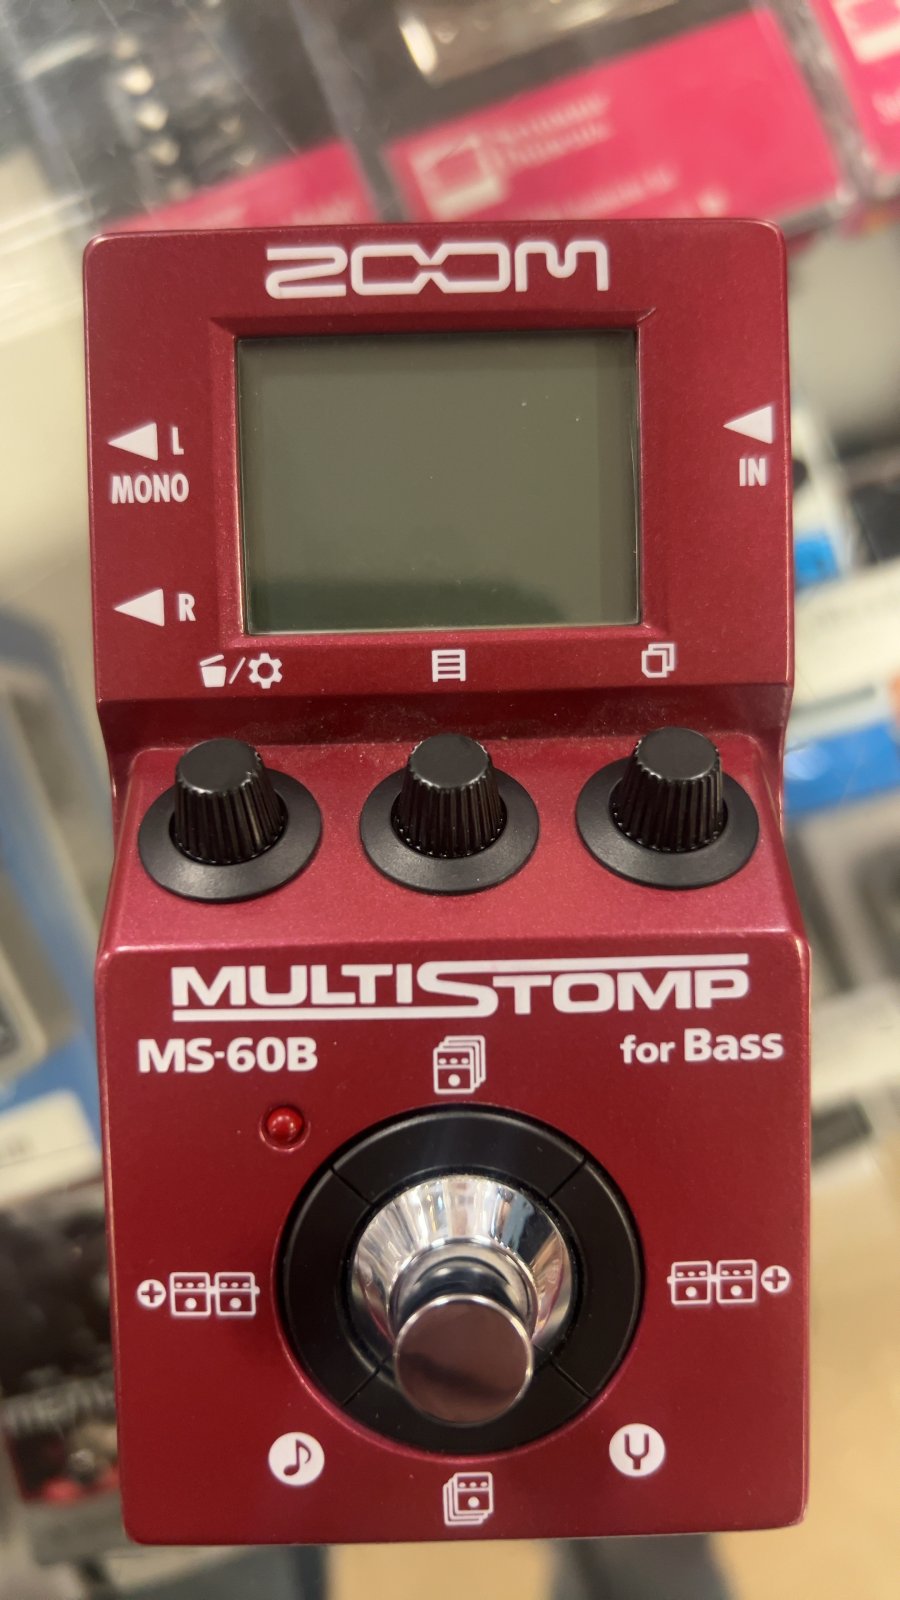 ZOOM
L
MONO
R
IN
MULTISTOMP
MS-60B
for Bass